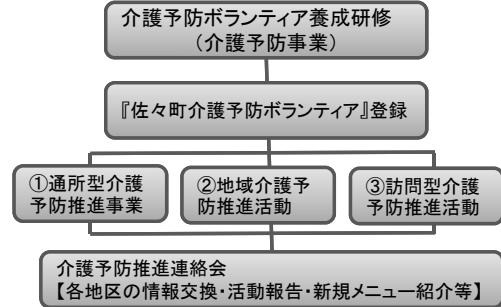 介護予防ボランティア養成研修
（介護予防事業）
『佐々町介護予防ボランティア』登録
①通所型介護
予防推進事業
②地域介護予
防推進活動
③訪問型介護
予防推進活動
介護予防推進連絡会
【各地区の情報交換・活動報告・新規メニュー紹介等】